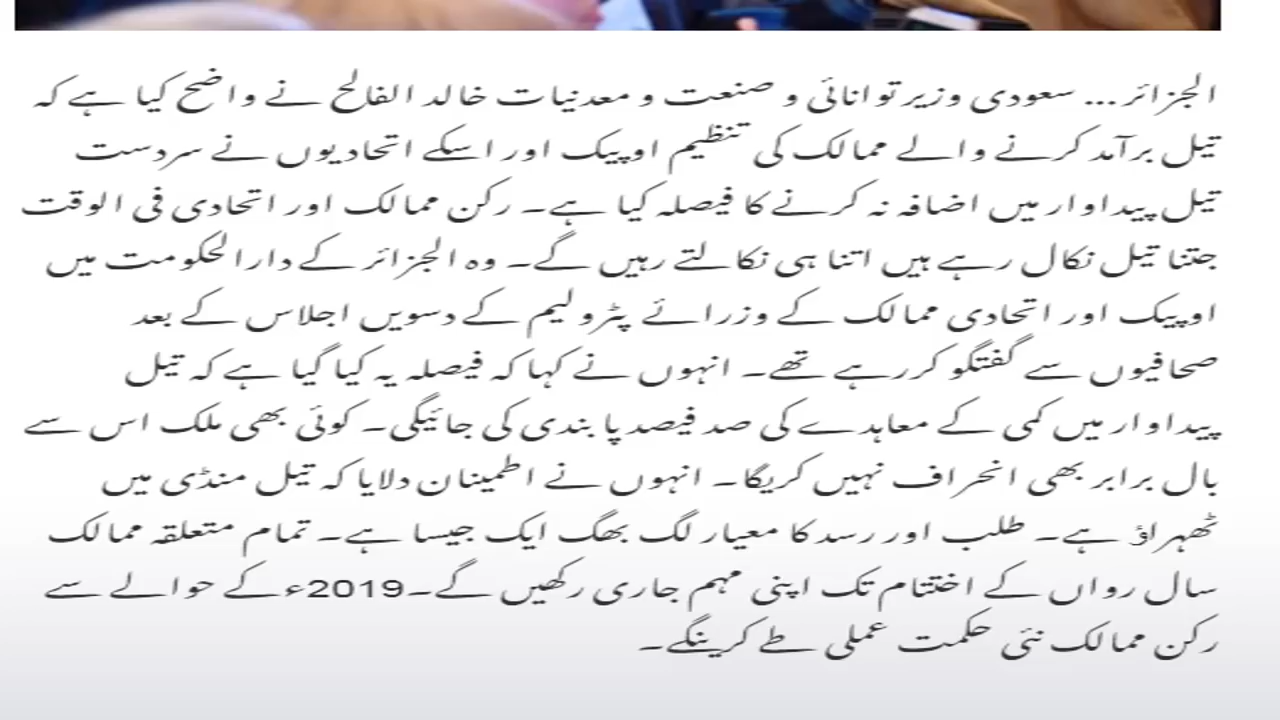 الجزائر... سعودی وزیر توانائی و صنعت و معدنیات خالد الفالح نے واضح کیا ہے کہ
تیل برآمد کرنے والے ممالک کی تنظیم اوپیک اور اسکے اتحادیوں نے سردست
تیل پیداوار میں اضافہ نہ کرنے کا فیصلہ کیا ہے۔ رکن ممالک اور اتحادی فی الوقت
جتنا تیل نکال رہے ہیں اتنا ہی نکالتے رہیں گے۔ وہ الجزائر کے دارالحکومت میں
اوپیک اور اتحادی ممالک کے وزرائے پٹرولیم کے دسویں اجلاس کے بعد
صحافیوں سے گفتگو کررہے تھے۔ انہوں نے کہا کہ فیصلہ یہ کیا گیا ہے کہ تیل
پیداوار میں کمی کے معاہدے کی صد فیصد پابندی کی جائیگی۔ کوئی بھی ملک اس سے
بال برابر بھی انحراف نہیں کریگا۔ انہوں نے اطمینان دلایا کہ تیل منڈی میں
ٹھہراؤ ہے۔ طلب اور رسد کا معیار لگ بھگ ایک جیسا ہے۔ تمام متعلقہ ممالک
سال رواں کے اختتام تک اپنی مہم جاری رکھیں گے۔2019ء کے حوالے سے
رکن ممالک نئی حکمت عملی طے کرینگے۔